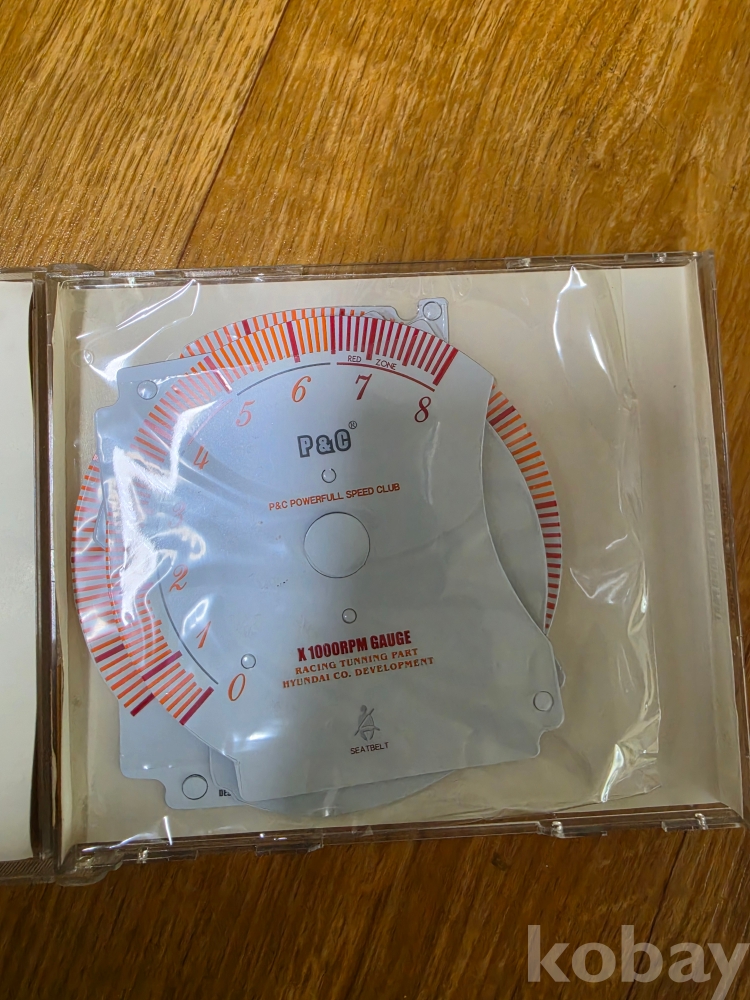 RED ZONE
5 6 7 8
4
P&C®
P&C POWERFULL SPEED CLUB
3
2
1
0
X 1000RPM GAUGE
RACING TUNNING PART
HYUNDAI CO. DEVELOPMENT
SEATBELT
kobay